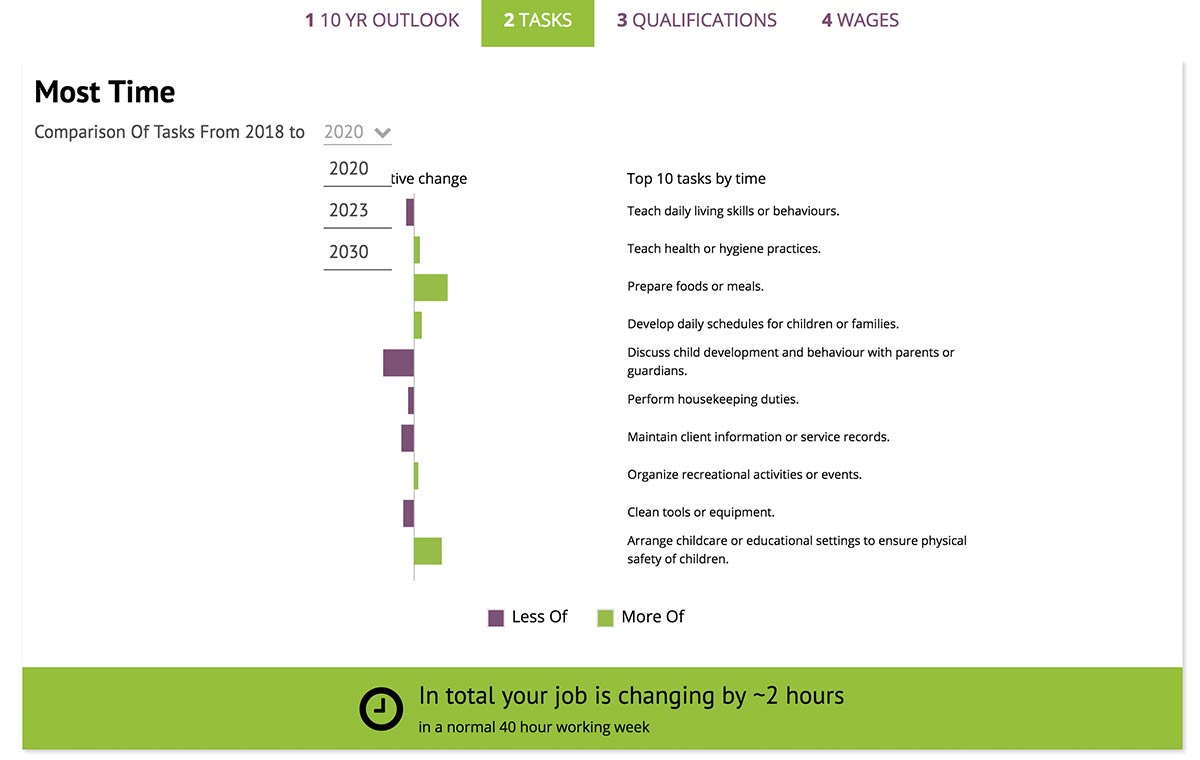 1 10 YR OUTLOOK 2 TASKS 3 QUALIFICATIONS 4 WAGES
Most Time
Comparison Of Tasks From 2018 to 2020
2020
tive change Top 10 tasks by time
2023
Teach daily living skills or behaviours.
2030
Teach health or hygiene practices.
Prepare foods or meals.
Develop daily schedules for children or families.
Discuss child development and behaviour with parents or
guardians.
Perform housekeeping duties.
Maintain client information or service records.
Organize recreational activities or events.
Clean tools or equipment.
Arrange childcare or educational settings to ensure physical
safety of children.
Less Of More Of
In total your job is changing by ~2 hours
in a normal 40 hour working week